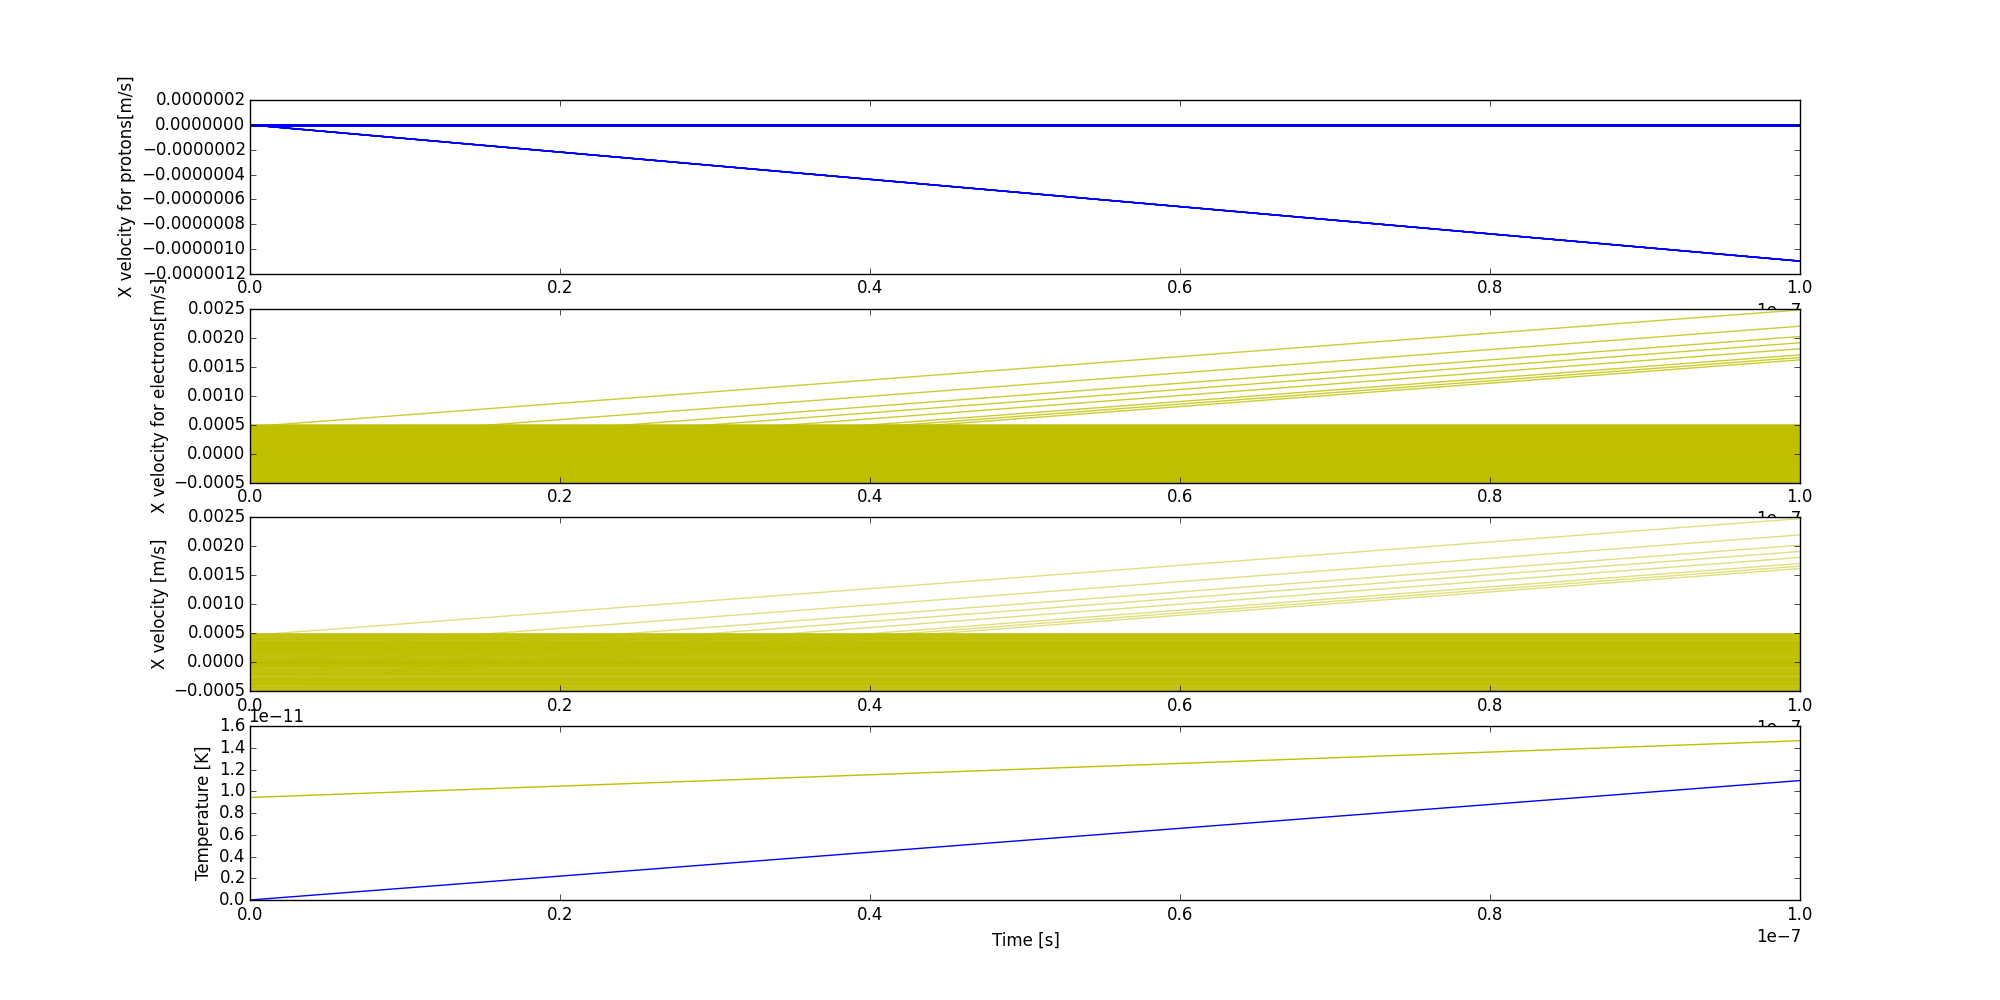 X velocity for protons[m/s]
0.0000002
0.0000000
−0.0000002
−0.0000004
−0.0000006
−0.0000008
−0.0000010
−0.0000012
0.0 0.2 0.4 0.6 0.8 1.0
1e−7
X velocity for electrons[m/s]
0.0025
0.0020
0.0015
0.0010
0.0005
0.0000
−0.0005
0.0 0.2 0.4 0.6 0.8 1.0
1e−7
X velocity [m/s]
0.0025
0.0020
0.0015
0.0010
0.0005
0.0000
−0.0005
0.0 0.2 0.4 0.6 0.8 1.0
1e−7
1e−11
Temperature [K]
1.6
1.4
1.2
1.0
0.8
0.6
0.4
0.2
0.0
0.0 0.2 0.4 0.6 0.8 1.0
Time [s]
1e−7